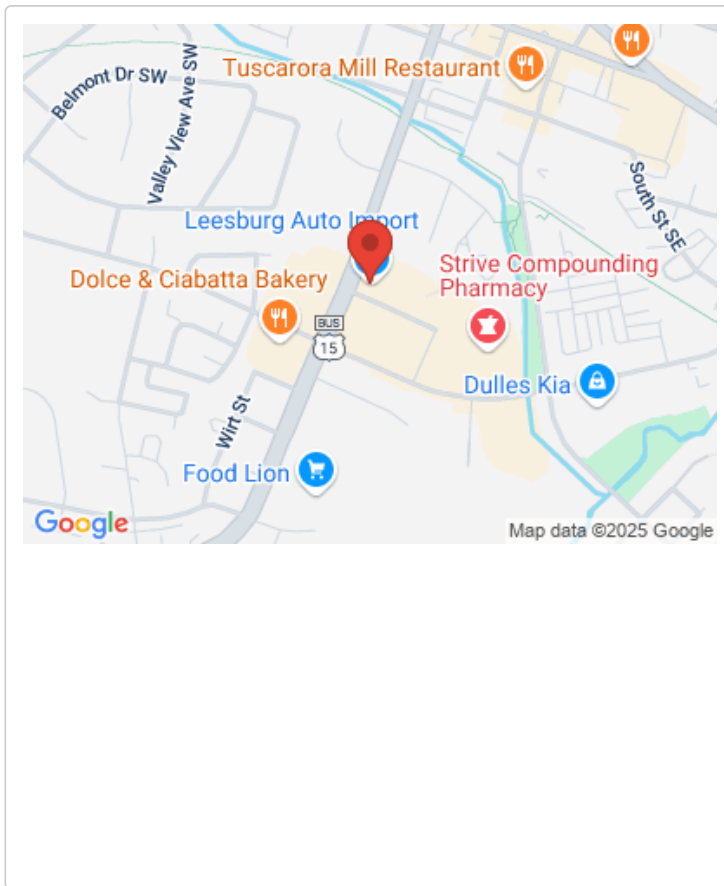 Tuscarora Mill Restaurant
Belmont Dr SW
Valley View Ave SW
South St SE
Leesburg Auto Import
Dolce & Ciabatta Bakery
Strive Compounding
Pharmacy
BUS
15
Dulles Kia
Wirt St
Food Lion
Google
Map data ©2025 Google